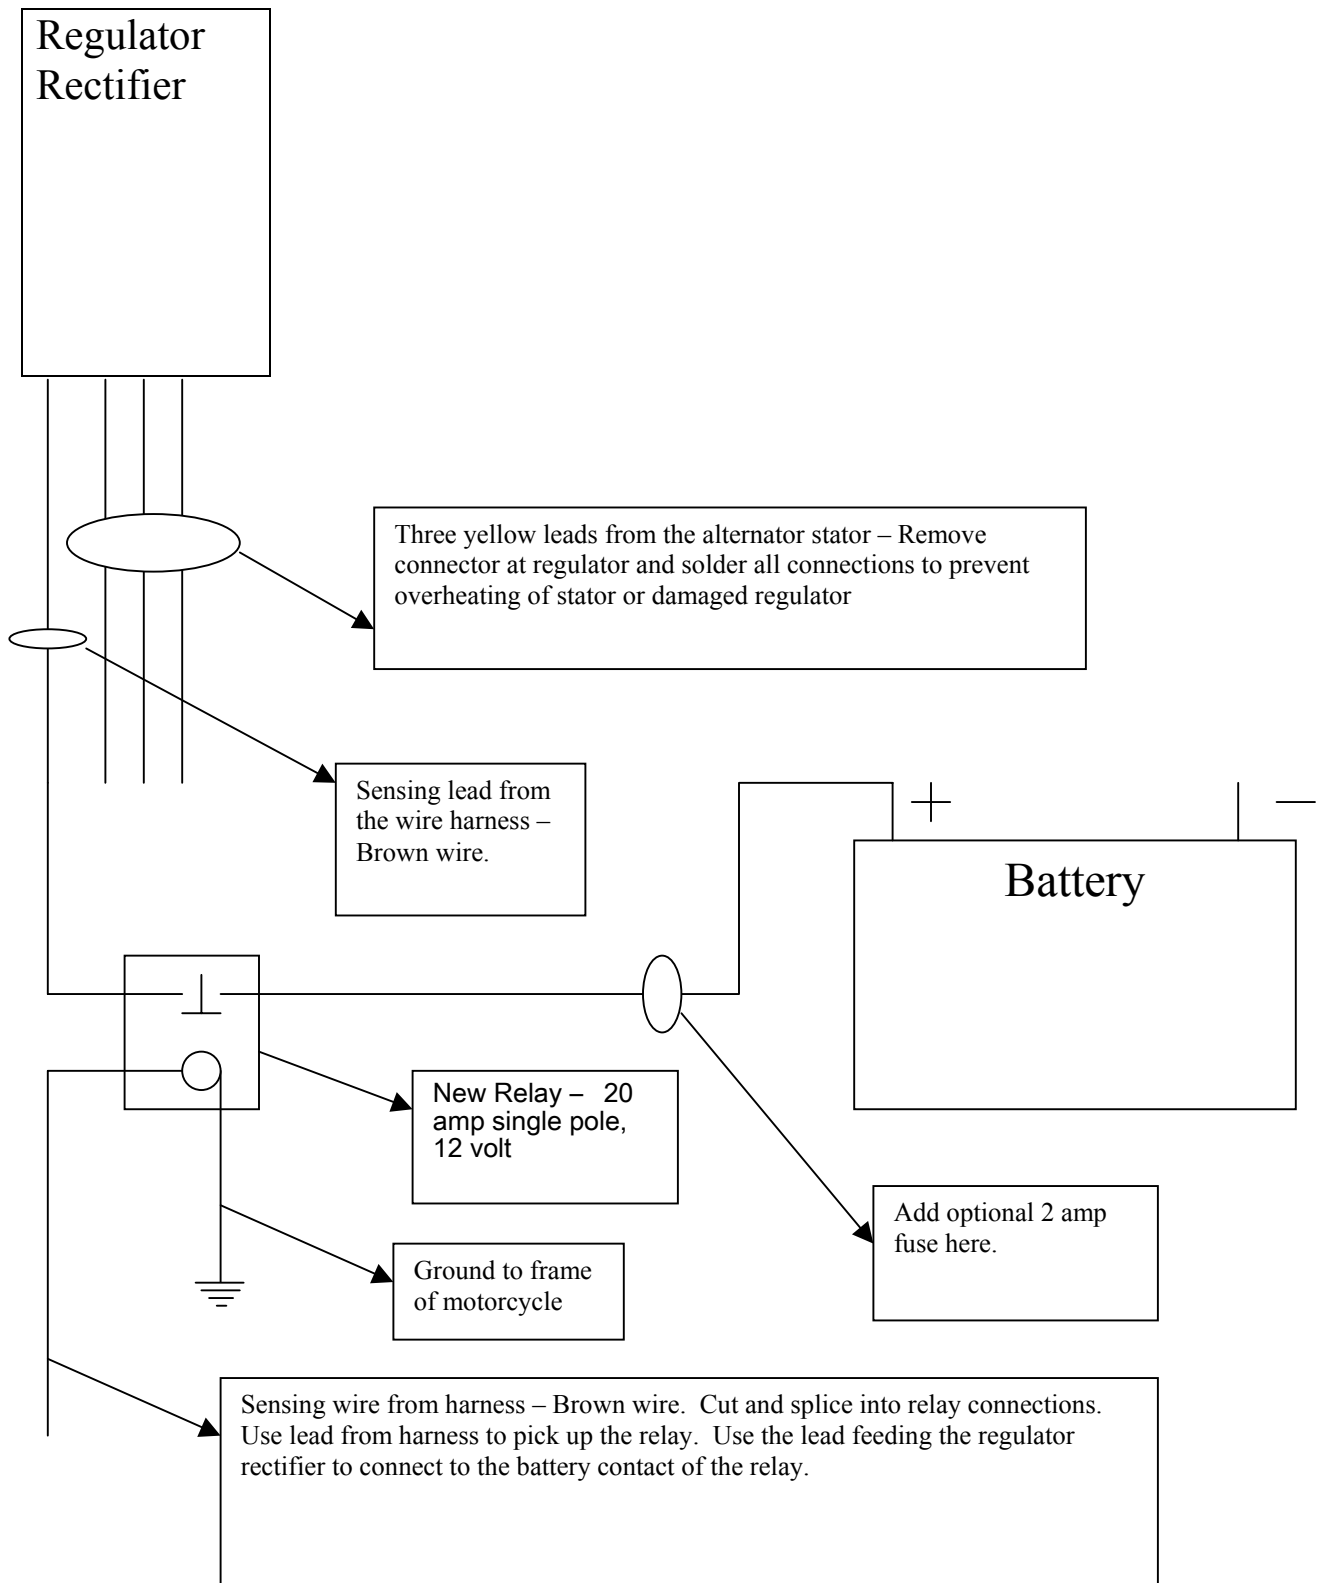 Regulator
Rectifier
Three yellow leads from the alternator stator – Remove
connector at regulator and solder all connections to prevent
overheating of stator or damaged regulator
Sensing lead from
the wire harness –
Brown wire.
+
—
Battery
New Relay – 20
amp single pole,
12 volt
Add optional 2 amp
fuse here.
Ground to frame
of motorcycle
Sensing wire from harness – Brown wire. Cut and splice into relay connections.
Use lead from harness to pick up the relay. Use the lead feeding the regulator
rectifier to connect to the battery contact of the relay.